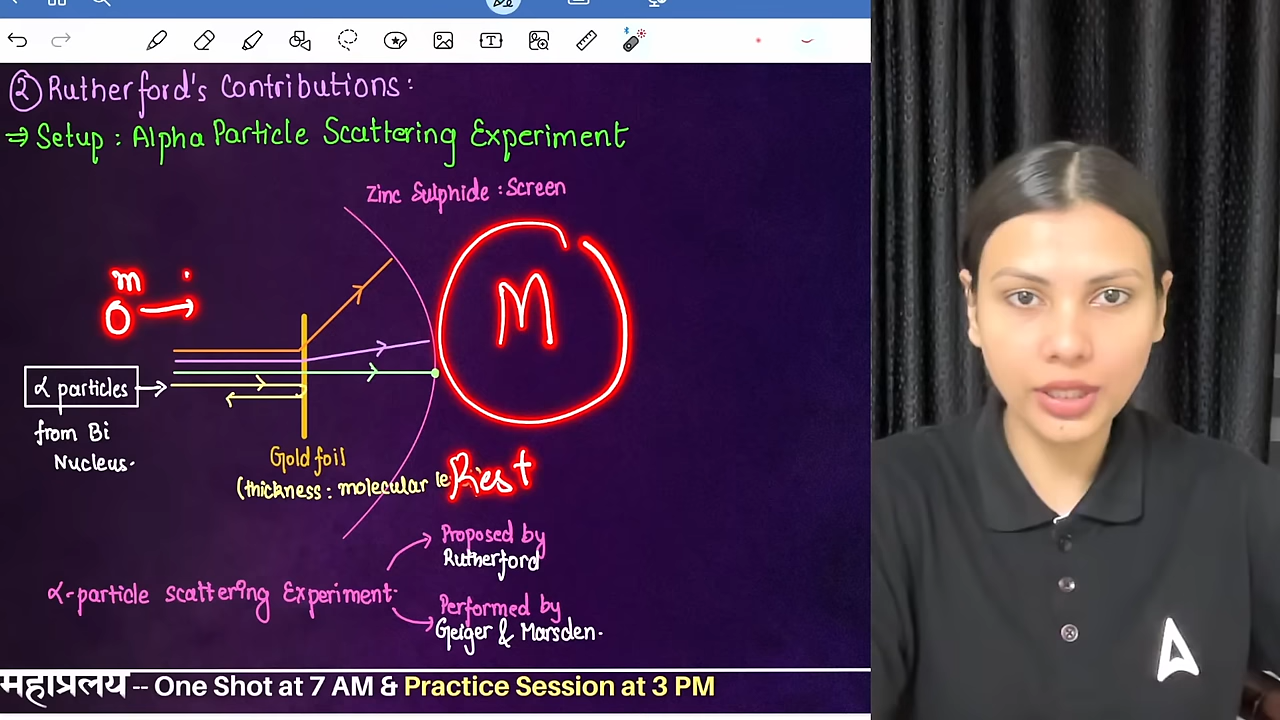 ② Rutherford's Contributions:
⇒ Setup : Alpha Particle Scattering Experiment
Zinc Sulphide : Screen
m
M
α particles
from Bi
Nucleus.
Gold foil
(thickness : molecular le
Rest
Proposed by
Rutherford
α-particle scattering Experiment.
Performed by
Geiger & Marsden.
महाप्रलय -- One Shot at 7 AM & Practice Session at 3 PM